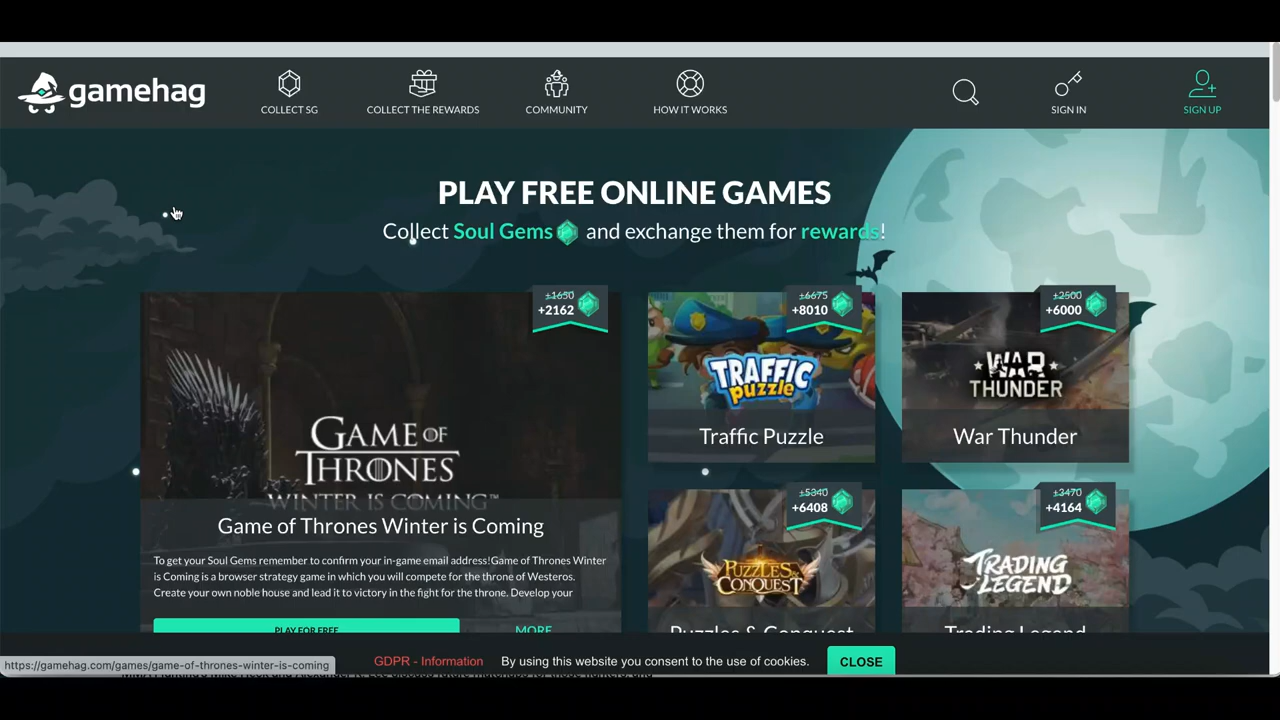 gamehag
COLLECT SG
COLLECT THE REWARDS
COMMUNITY
HOW IT WORKS
SIGN IN
SIGN UP
PLAY FREE ONLINE GAMES
Collect Soul Gems and exchange them for rewards!
+1650
+2162
GAME OF
THRONES
WINTER IS COMING™
Game of Thrones Winter is Coming
To get your Soul Gems remember to confirm your in-game email address!Game of Thrones Winter
is Coming is a browser strategy game in which you will compete for the throne of Westeros.
Create your own noble house and lead it to victory in the fight for the throne. Develop your
PLAY FOR FREE
MORE
+6675
+8010
TRAFFIC
puzzle
Traffic Puzzle
+2500
+6000
WAR
THUNDER
War Thunder
+5340
+6408
PUZZLES &
CONQUEST
Puzzles & Conquest
+3470
+4164
TRADING
LEGEND
Trading Legend
https://gamehag.com/games/game-of-thrones-winter-is-coming
GDPR - Information
By using this website you consent to the use of cookies.
CLOSE